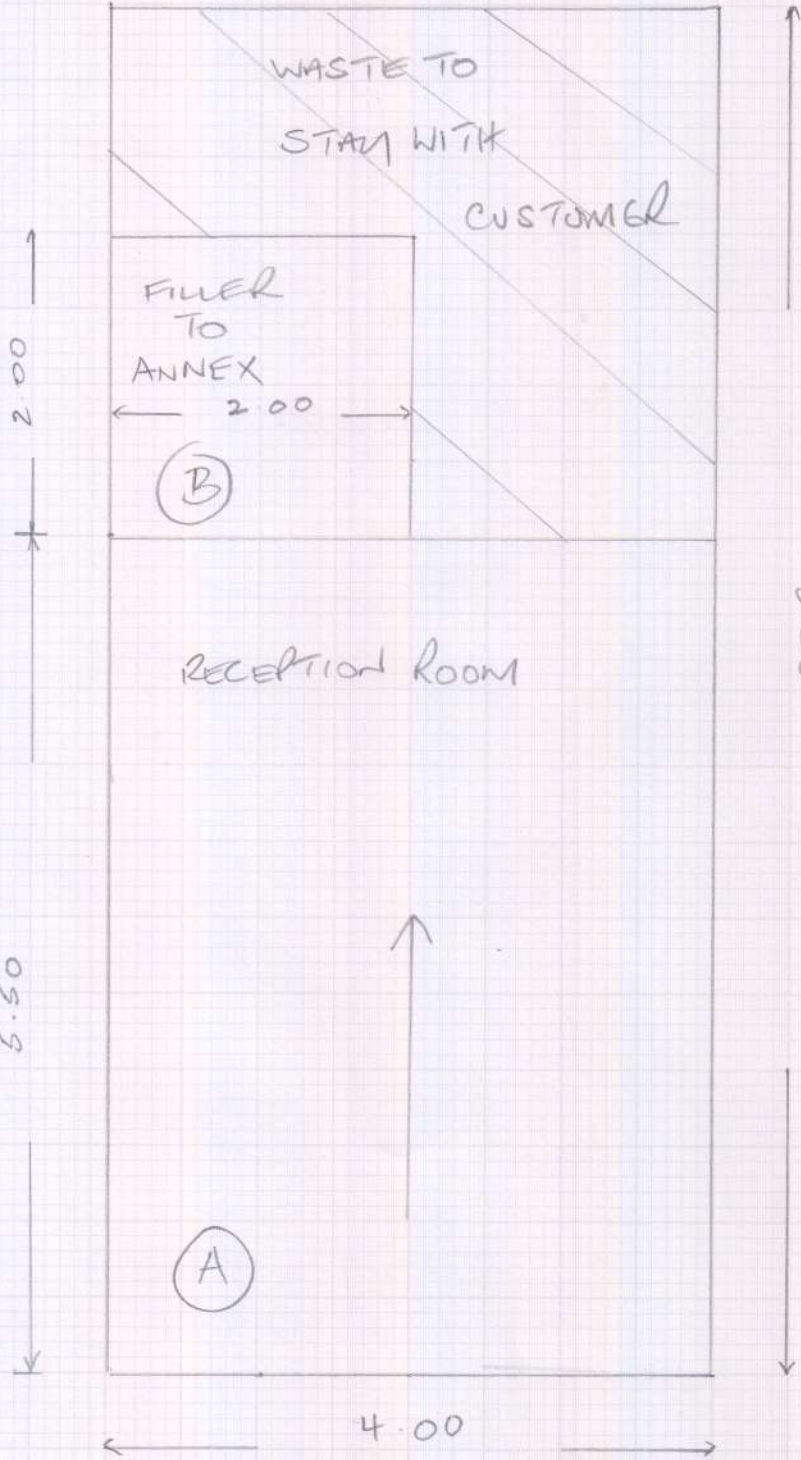 WASTE TO
STAY WITH
CUSTOMER
FILLER
TO
ANNEX
2.00
2.00
B
RECEPTION ROOM
5.50
A
4.00